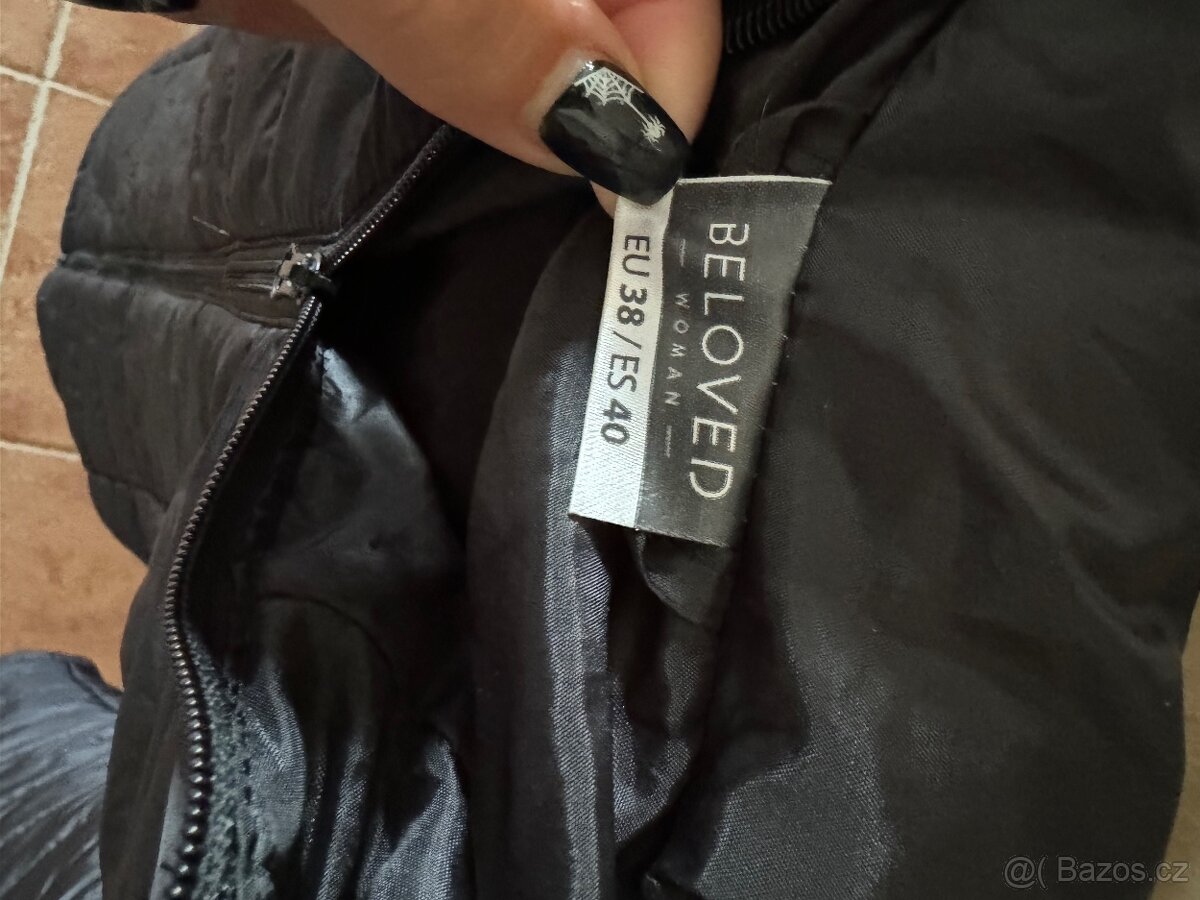 BELOVED
— WOMAN —
EU 38 / ES 40
@( Bazos.cz